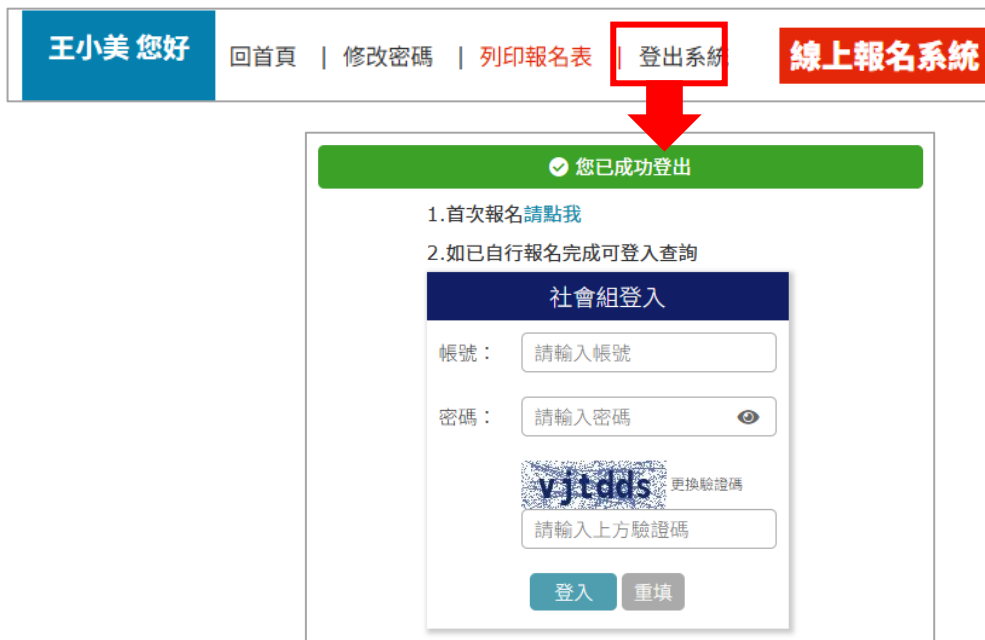 王小美 您好 回首頁 | 修改密碼 | 列印報名表 | 登出系統 線上報名系統
您已成功登出
1.首次報名請點我
2.如已自行報名完成可登入查詢
社會組登入
帳號： 請輸入帳號
密碼： 請輸入密碼
vjtdds 更換驗證碼
請輸入上方驗證碼
登入 重填